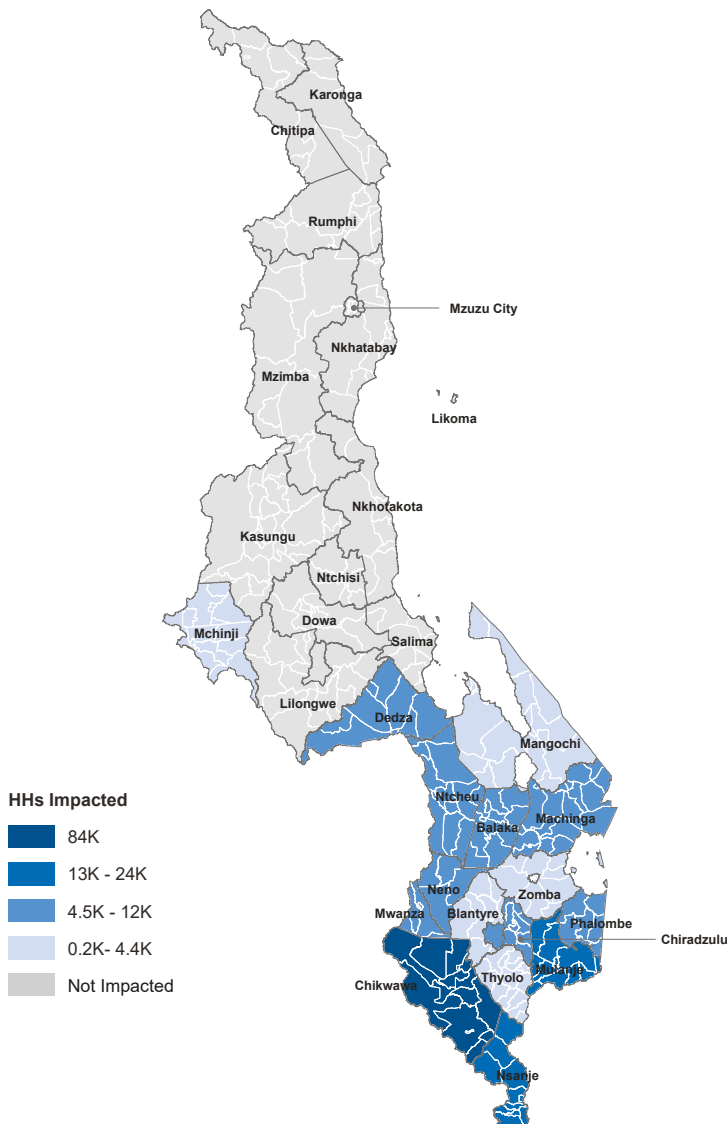 Karonga
Chitipa
Rumphi
Mzuzu City
Nkhatabay
Mzimba
Likoma
Nkhotakota
Kasungu
Ntchisi
Dowa
Mchinji
Salima
Lilongwe
Dedza
Mangochi
HHs Impacted
84K
13K - 24K
4.5K - 12K
0.2K- 4.4K
Not Impacted
Ntcheu
Machinga
Balaka
Neno
Zomba
Mwanza
Blantyre
Phalombe
Chiradzulu
Mulanje
Thyolo
Chikwawa
Nsanje